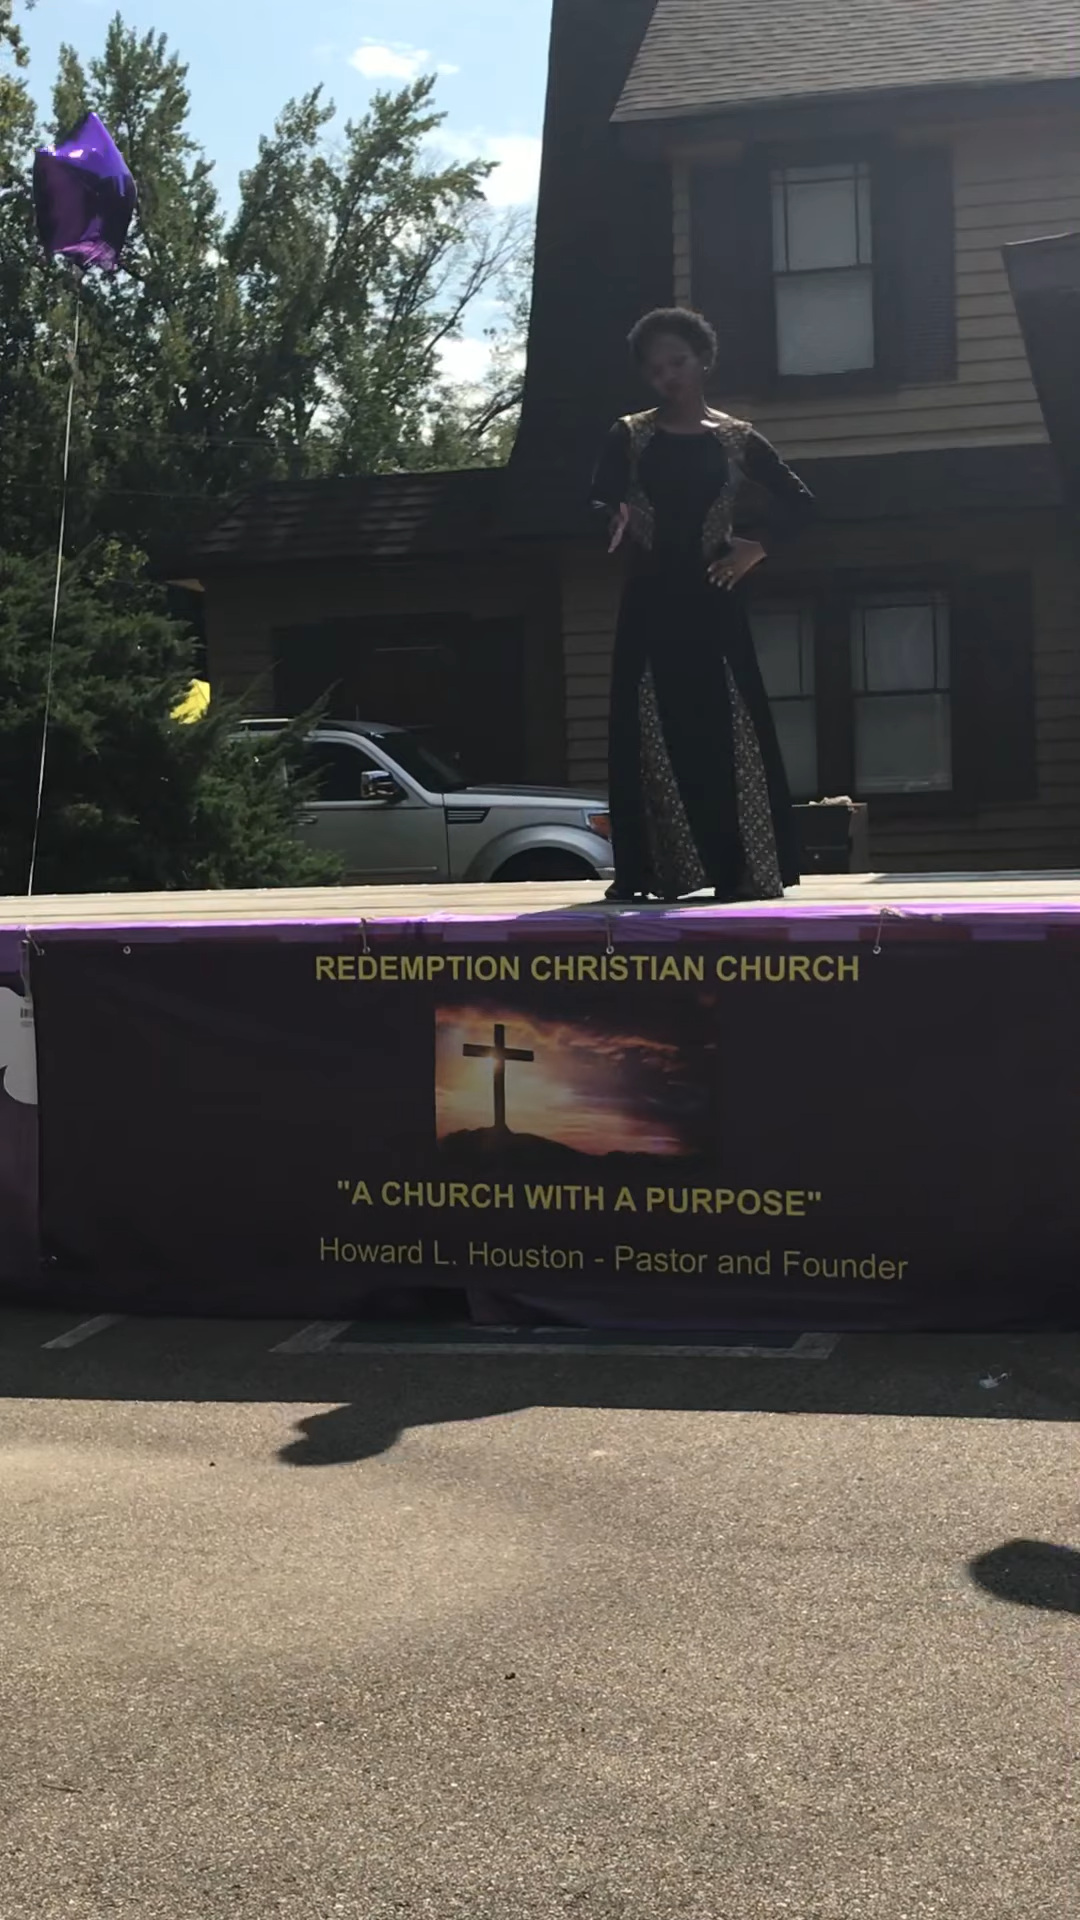 REDEMPTION CHRISTIAN CHURCH
"A CHURCH WITH A PURPOSE"
Howard L. Houston - Pastor and Founder